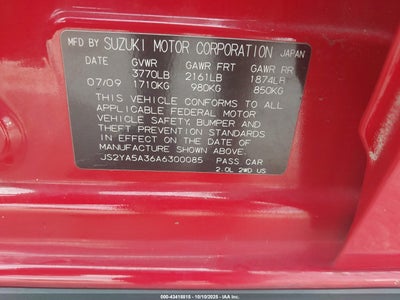 MFD BY SUZUKI MOTOR CORPORATION JAPAN
DATE GVWR GAWR FRT GAWR RR
3770LB 2161LB 1874LB
07/09 1710KG 980KG 850KG
THIS VEHICLE CONFORMS TO ALL
APPLICABLE FEDERAL MOTOR
VEHICLE SAFETY, BUMPER AND
THEFT PREVENTION STANDARDS
IN EFFECT ON THE DATE OF
MANUFACTURE SHOWN ABOVE.
JS2YA5A36A6300085 PASS CAR
2.0L 2WD US
000-43418815 - 10/10/2025 - IAA Inc.